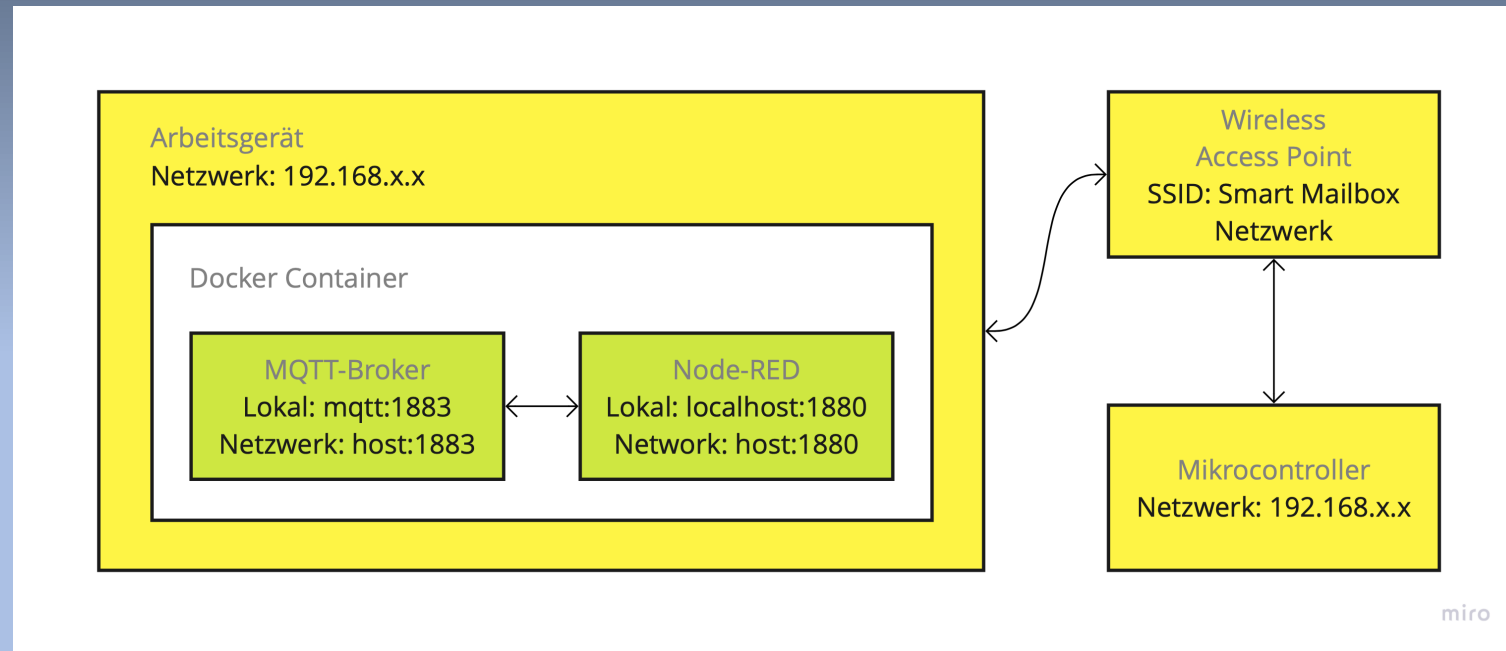 Arbeitsgerät
Netzwerk: 192.168.x.x
Docker Container
MQTT-Broker
Lokal: mqtt:1883
Netzwerk: host:1883
Node-RED
Lokal: localhost:1880
Network: host:1880
Wireless
Access Point
SSID: Smart Mailbox
Netzwerk
Mikrocontroller
Netzwerk: 192.168.x.x
miro